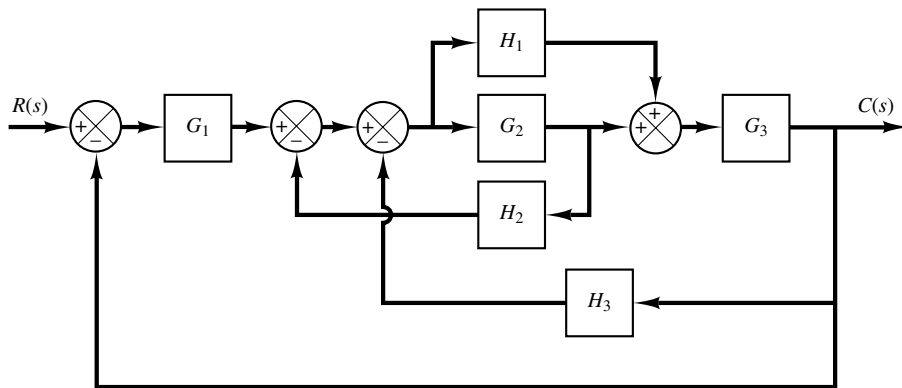 H₁
R(s) + − G₁ + − + − G₂ + + G₃ C(s)
H₂
H₃